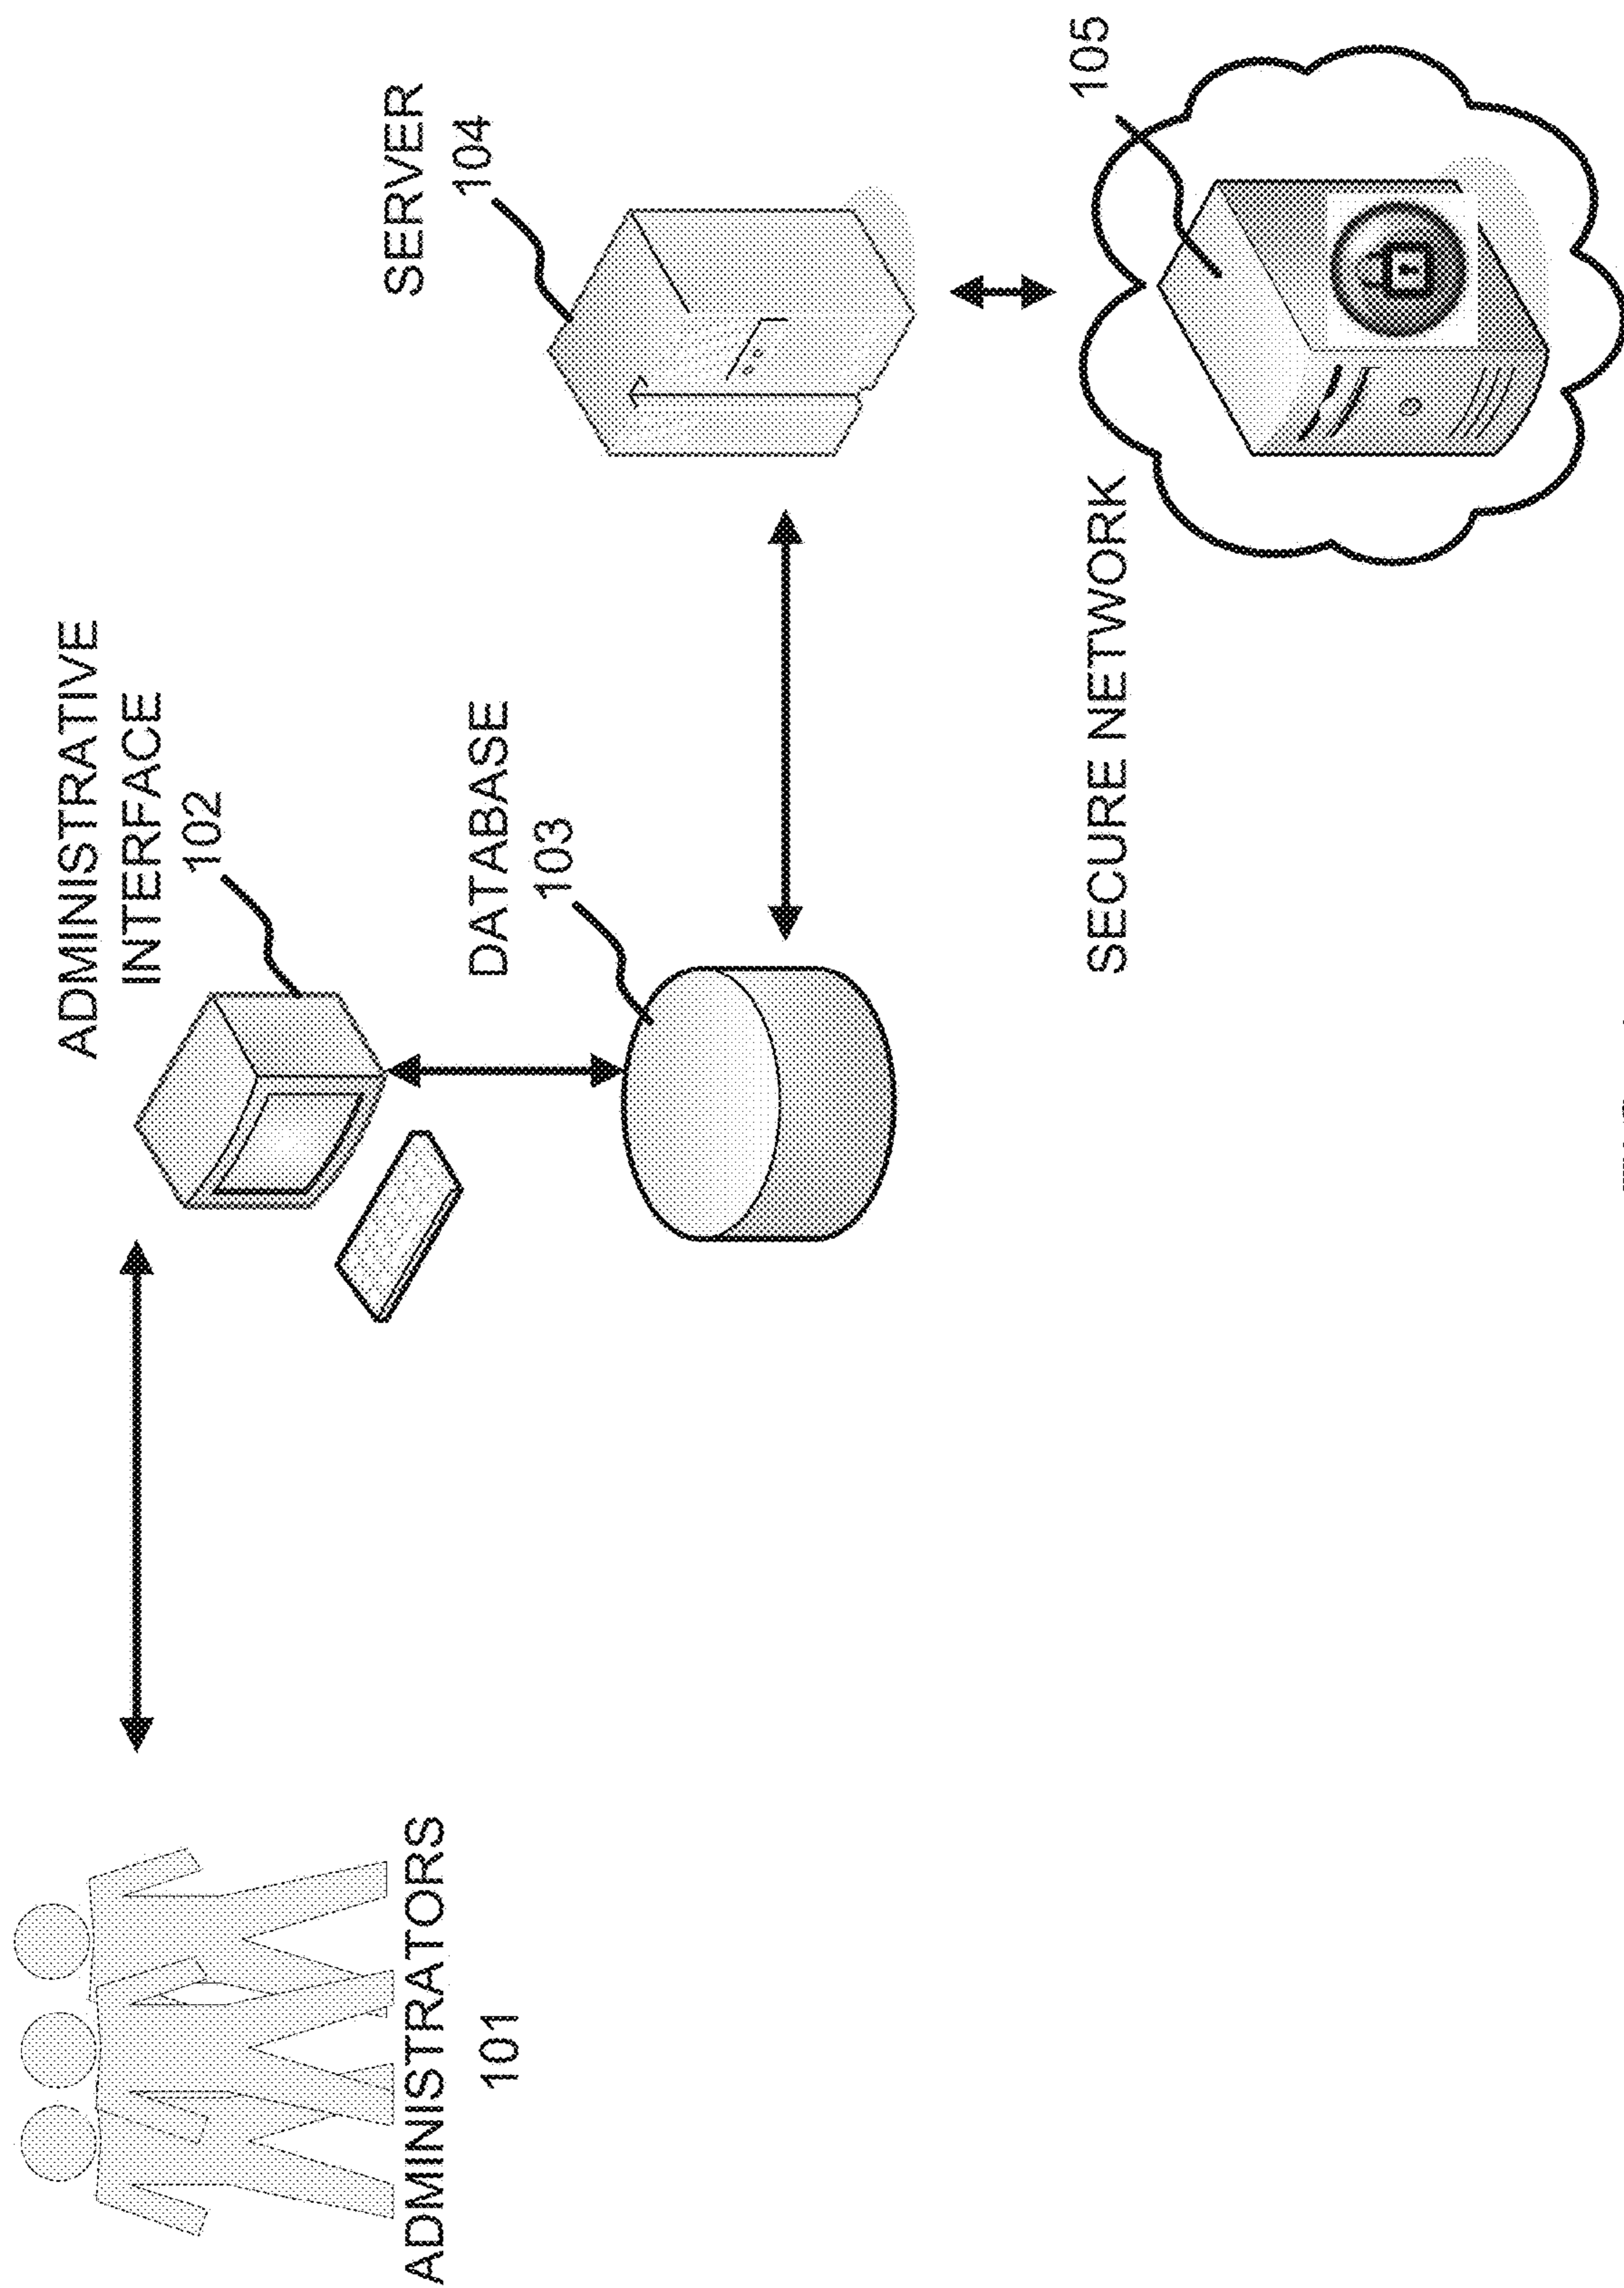 ADMINISTRATORS
101
ADMINISTRATIVE
INTERFACE
102
DATABASE
103
SERVER
104
SECURE NETWORK
105